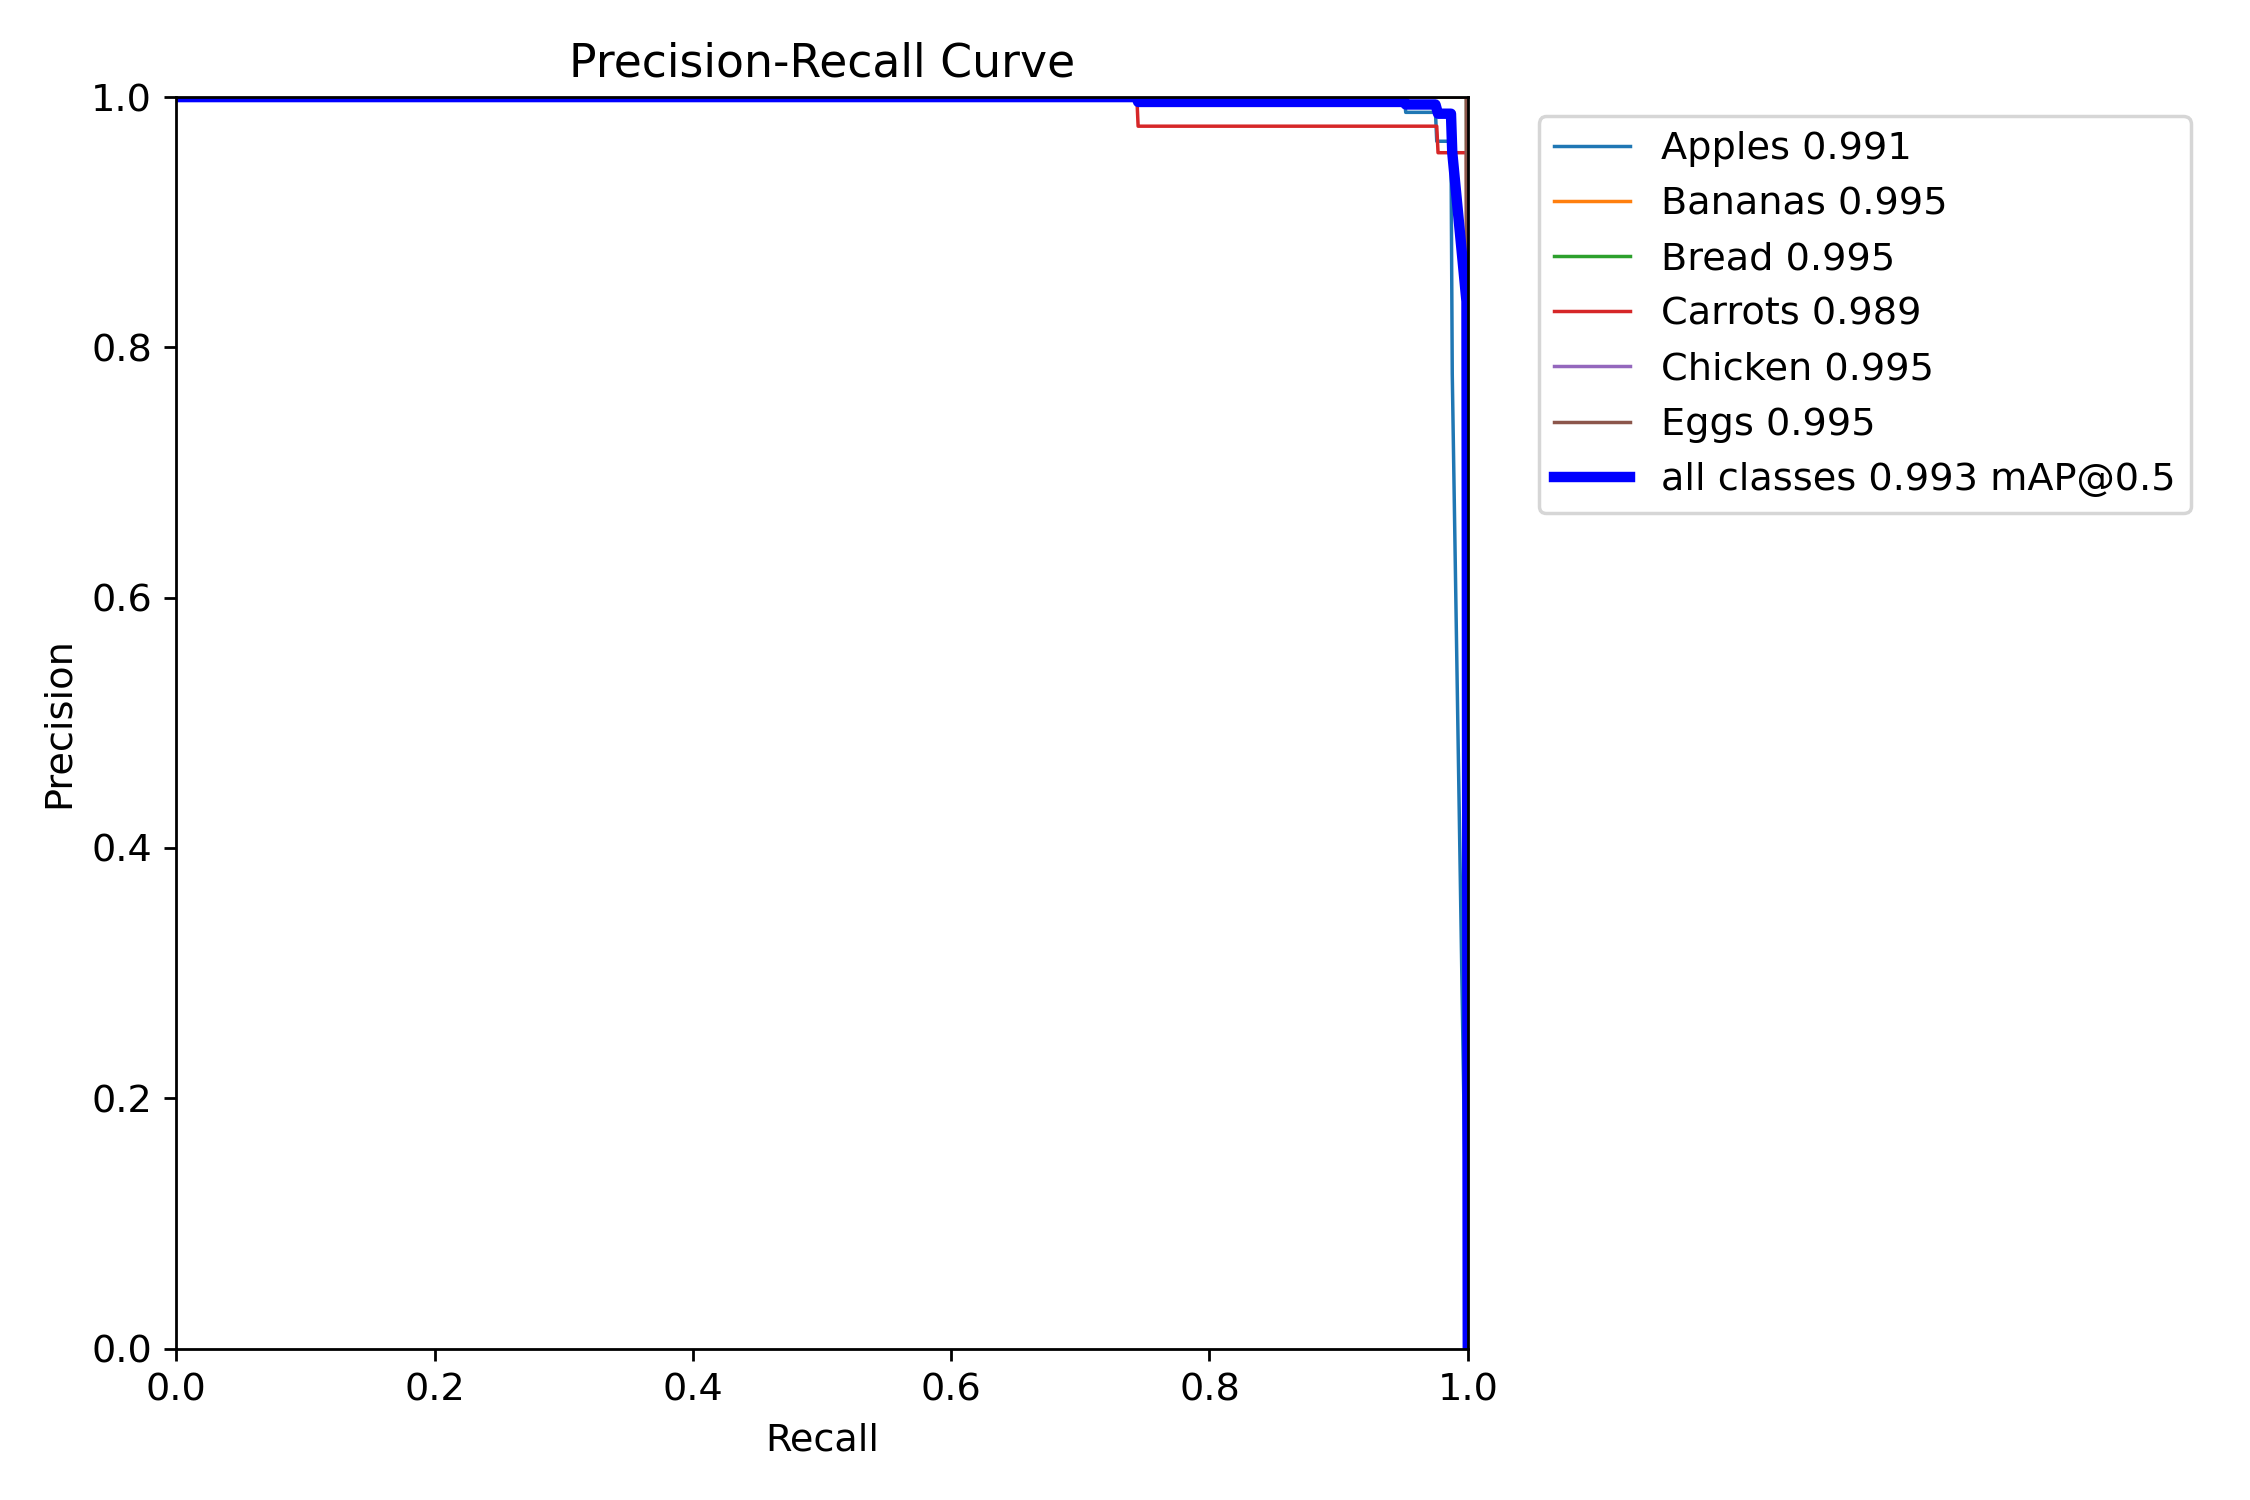 Precision-Recall Curve
1.0
0.8
0.6
0.4
0.2
0.0
Precision
0.0 0.2 0.4 0.6 0.8 1.0
Recall
Apples 0.991
Bananas 0.995
Bread 0.995
Carrots 0.989
Chicken 0.995
Eggs 0.995
all classes 0.993 mAP@0.5